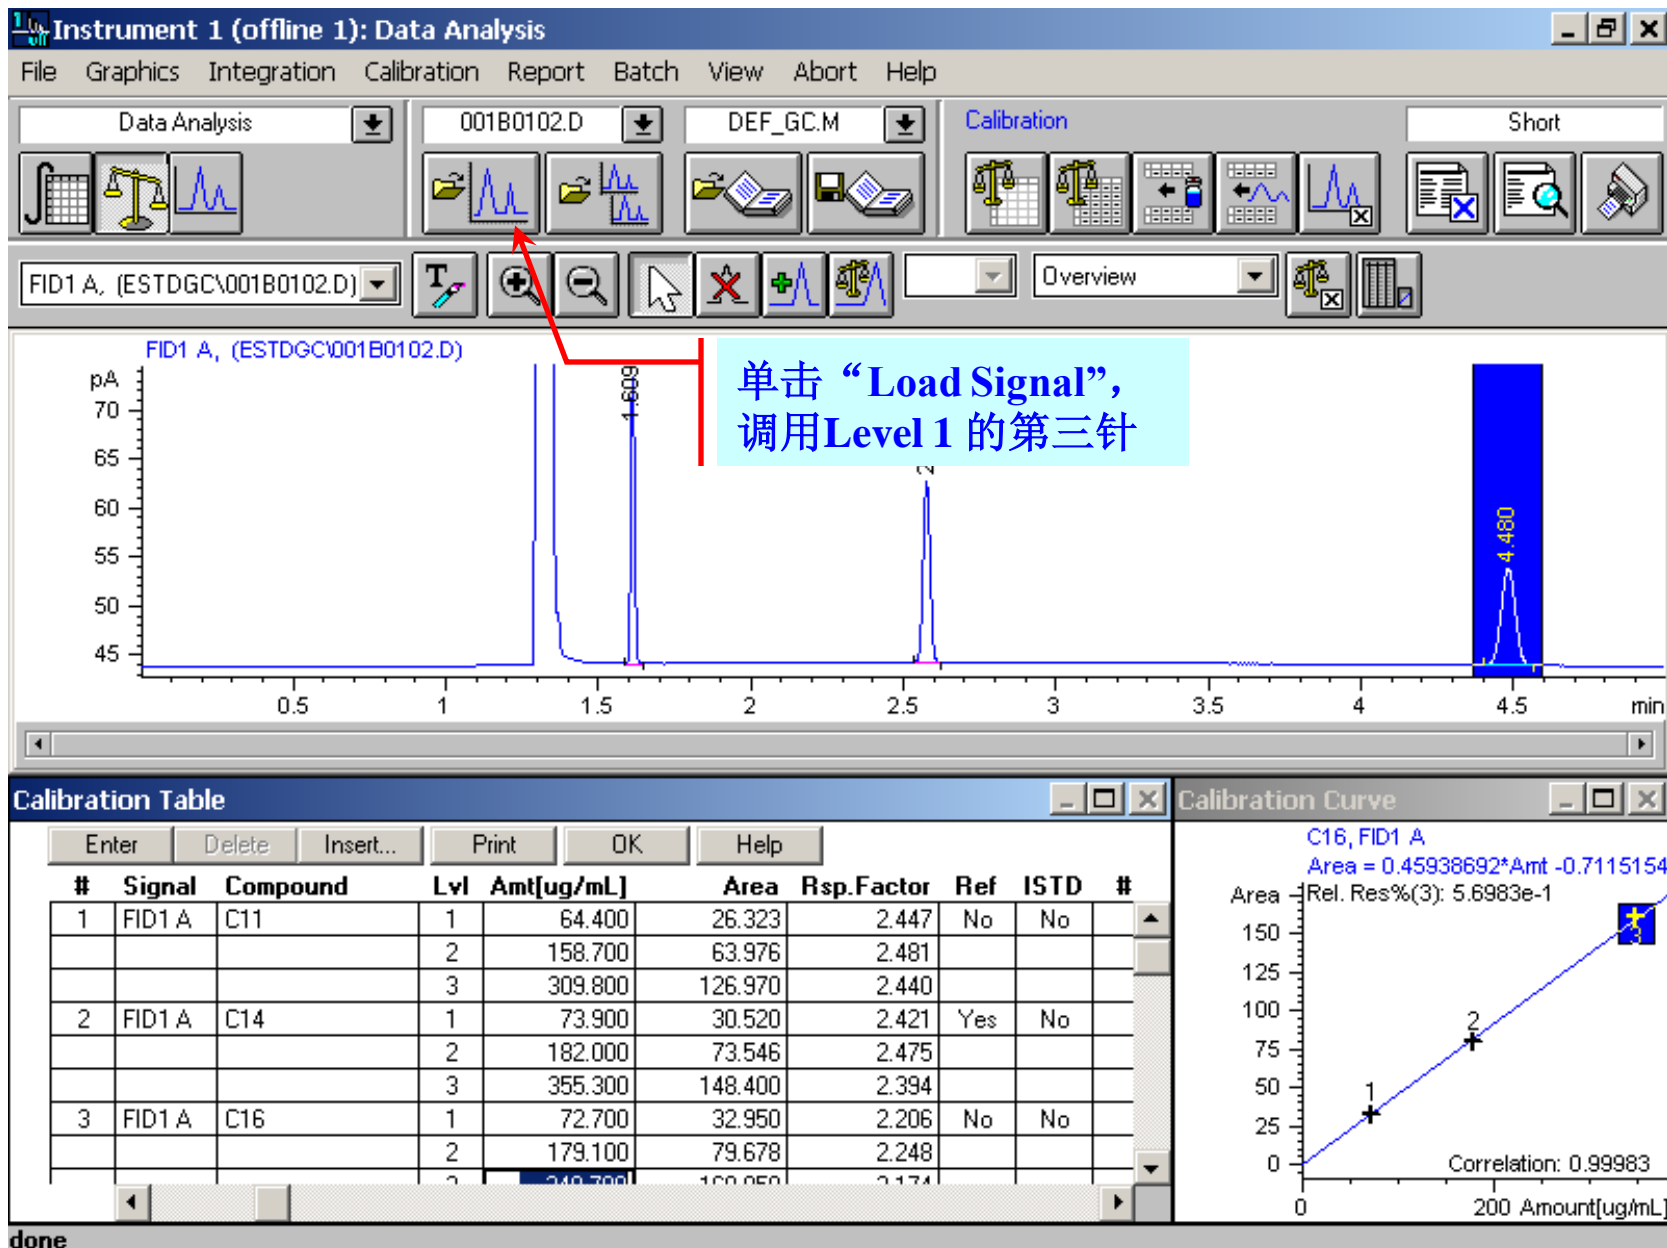 Instrument 1 (offline 1): Data Analysis
File Graphics Integration Calibration Report Batch View Abort Help
Data Analysis 001B0102.D DEF_GC.M Calibration Short
FID1 A, (ESTDGC\001B0102.D) Overview
FID1 A, (ESTDGC\001B0102.D)
pA
70
65
60
55
50
45
1.609
4.480
单击“Load Signal”,
调用Level 1 的第三针
0.5 1 1.5 2 2.5 3 3.5 4 4.5 min
Calibration Table
Enter Delete Insert... Print OK Help
# Signal Compound Lvl Amt[ug/mL] Area Rsp.Factor Ref ISTD #
1 FID1 A C11 1 64.400 26.323 2.447 No No
2 158.700 63.976 2.481
3 309.800 126.970 2.440
2 FID1 A C14 1 73.900 30.520 2.421 Yes No
2 182.000 73.546 2.475
3 355.300 148.400 2.394
3 FID1 A C16 1 72.700 32.950 2.206 No No
2 179.100 79.678 2.248
Calibration Curve
C16, FID1 A
Area = 0.45938692*Amt -0.7115154
Rel. Res%(3): 5.6983e-1
Area
150
125
100
75
50
25
0
1
2
3
Correlation: 0.99983
0 200 Amount[ug/mL]
done